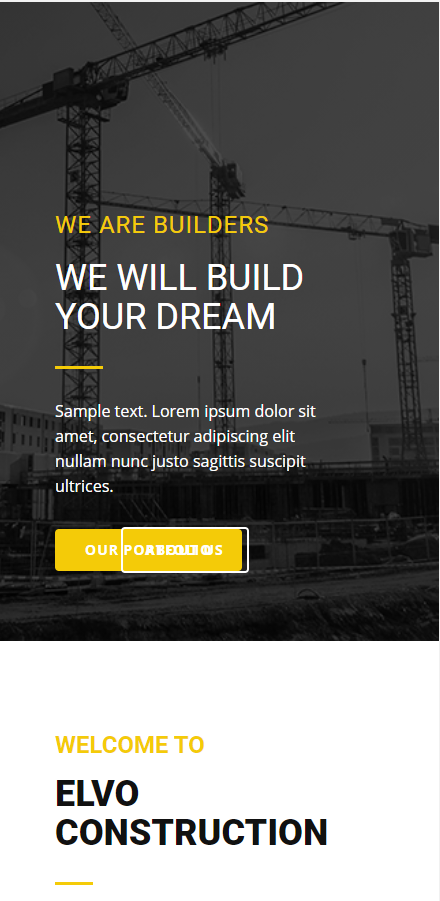 WE ARE BUILDERS
WE WILL BUILD
YOUR DREAM
Sample text. Lorem ipsum dolor sit
amet, consectetur adipiscing elit
nullam nunc justo sagittis suscipit
ultrices.
OUR PORTFOLIO
ABOUT US
WELCOME TO
ELVO
CONSTRUCTION